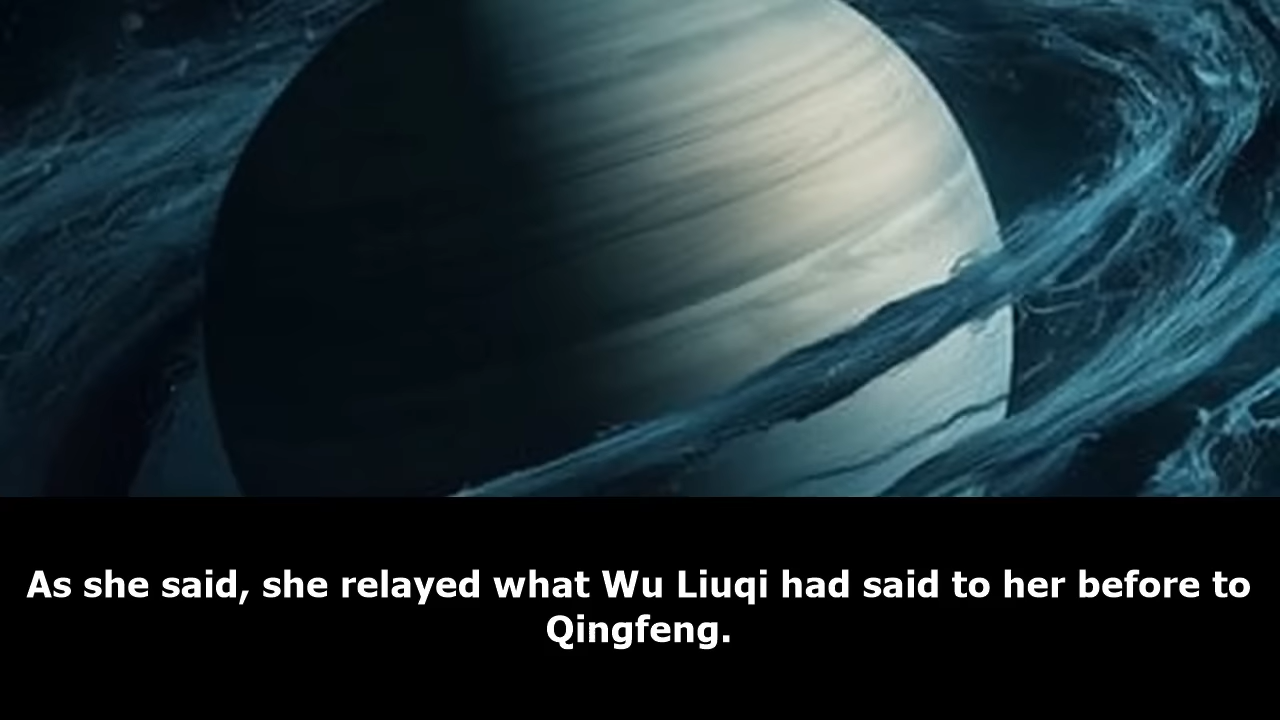 As she said, she relayed what Wu Liuqi had said to her before to
Qingfeng.